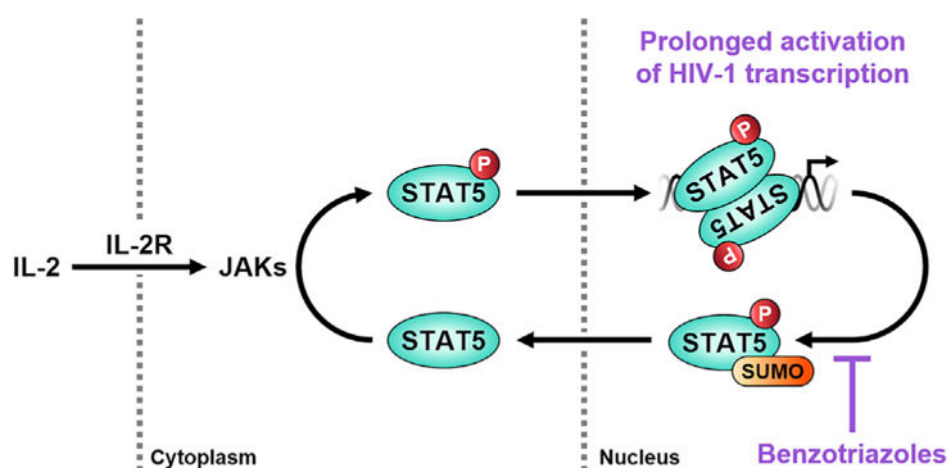 Prolonged activation
of HIV-1 transcription
P
P
STAT5
STAT5
STAT5
P
IL-2
IL-2R
JAKs
STAT5
P
STAT5
SUMO
Cytoplasm
Nucleus
Benzotriazoles